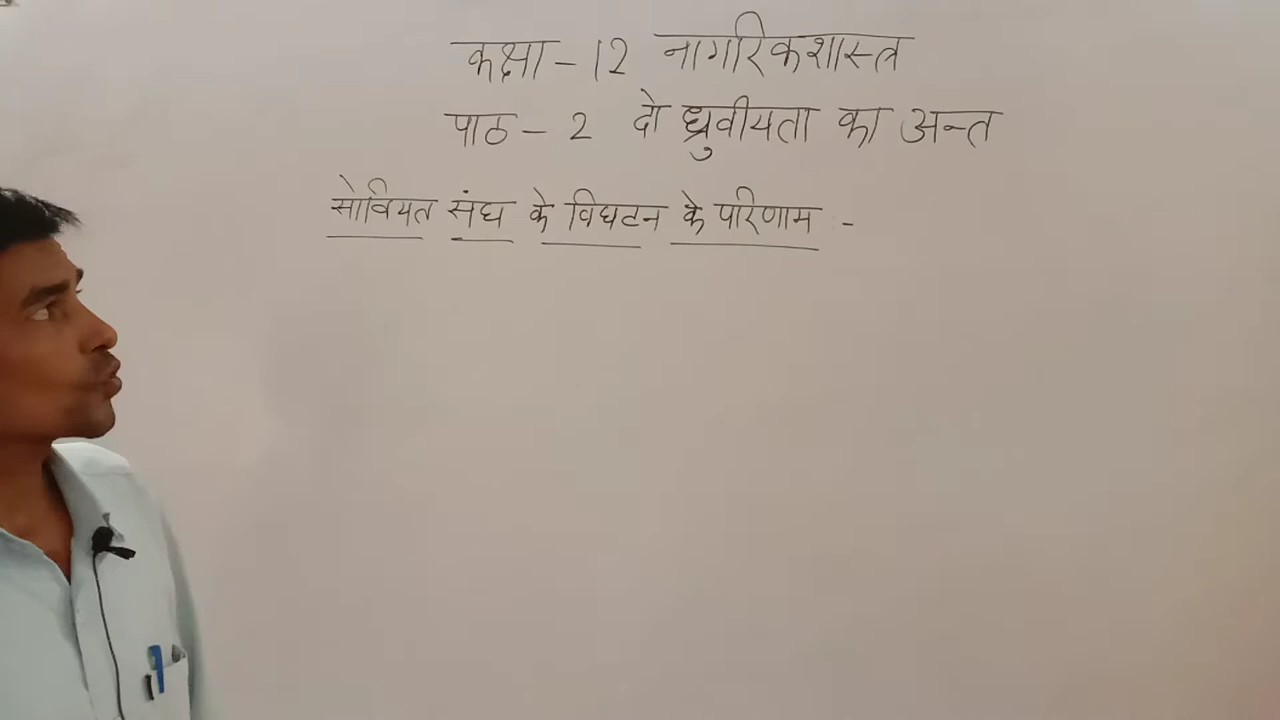 कक्षा - 12 नागरिकशास्त्र
पाठ - 2 दो ध्रुवीयता का अन्त
सोवियत संघ के विघटन के परिणाम :-